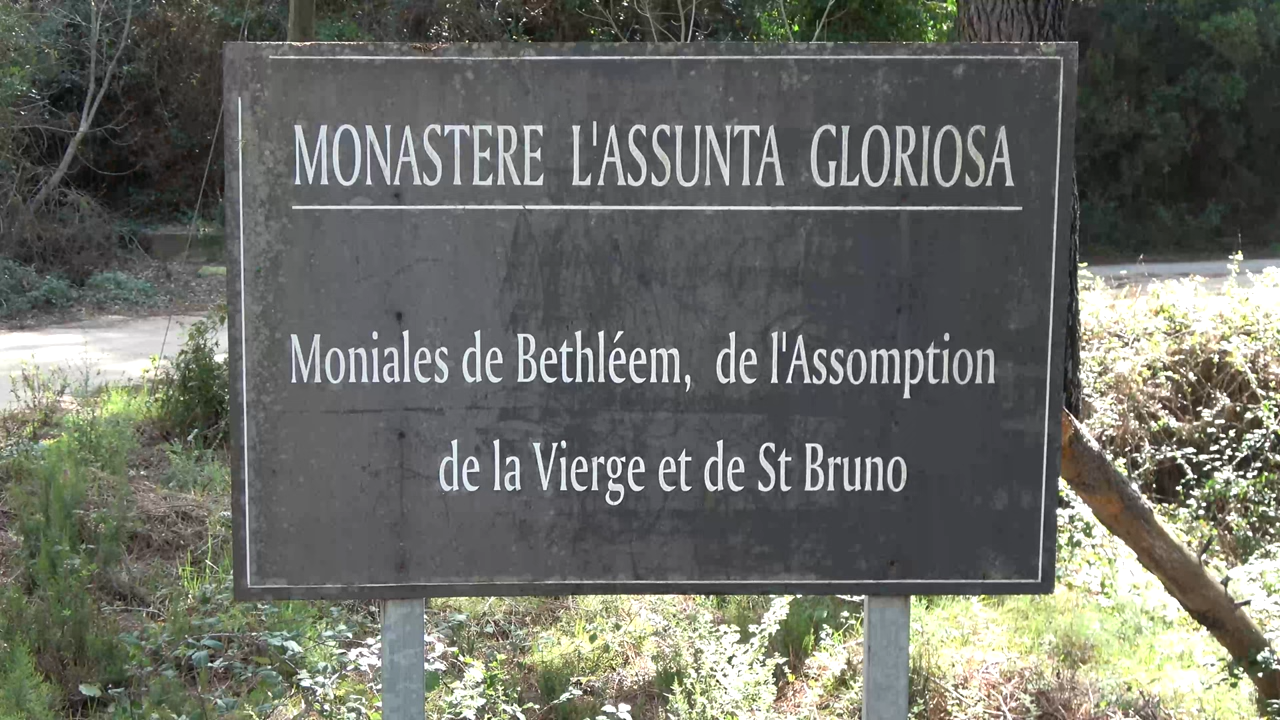 MONASTERE L'ASSUNTA GLORIOSA
Moniales de Bethléem, de l'Assomption
de la Vierge et de St Bruno